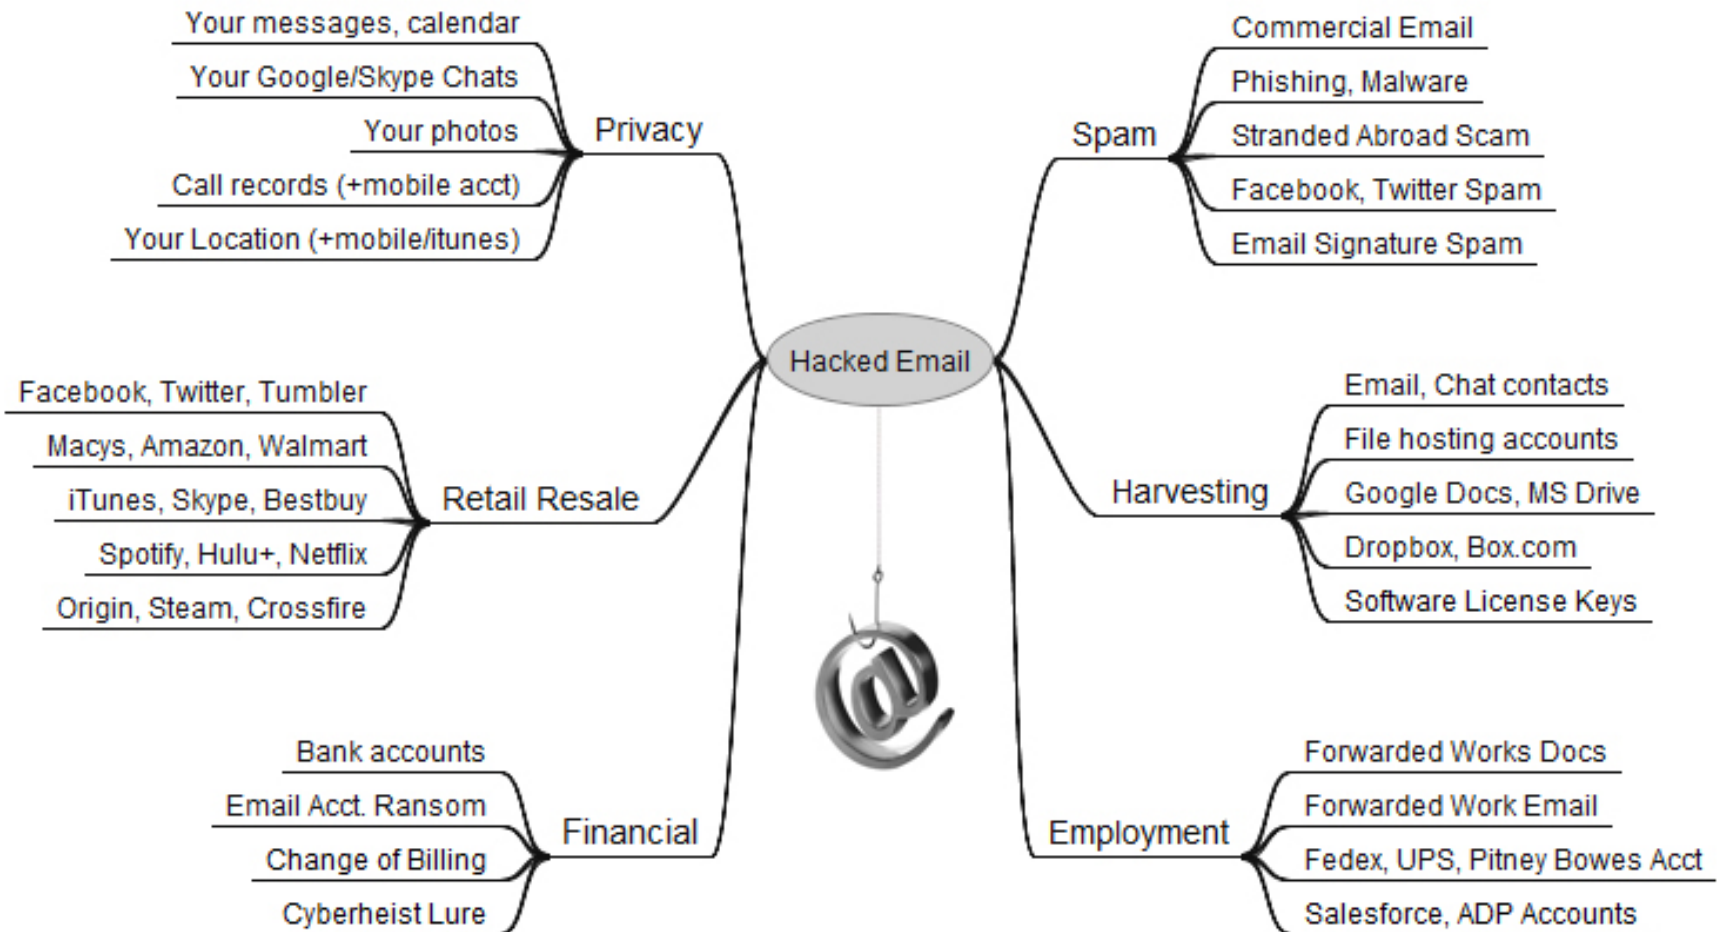 Hacked Email
Privacy
Your messages, calendar
Your Google/Skype Chats
Your photos
Call records (+mobile acct)
Your Location (+mobile/itunes)
Retail Resale
Facebook, Twitter, Tumbler
Macys, Amazon, Walmart
iTunes, Skype, Bestbuy
Spotify, Hulu+, Netflix
Origin, Steam, Crossfire
Financial
Bank accounts
Email Acct. Ransom
Change of Billing
Cyberheist Lure
Spam
Commercial Email
Phishing, Malware
Stranded Abroad Scam
Facebook, Twitter Spam
Email Signature Spam
Harvesting
Email, Chat contacts
File hosting accounts
Google Docs, MS Drive
Dropbox, Box.com
Software License Keys
Employment
Forwarded Works Docs
Forwarded Work Email
Fedex, UPS, Pitney Bowes Acct
Salesforce, ADP Accounts
@